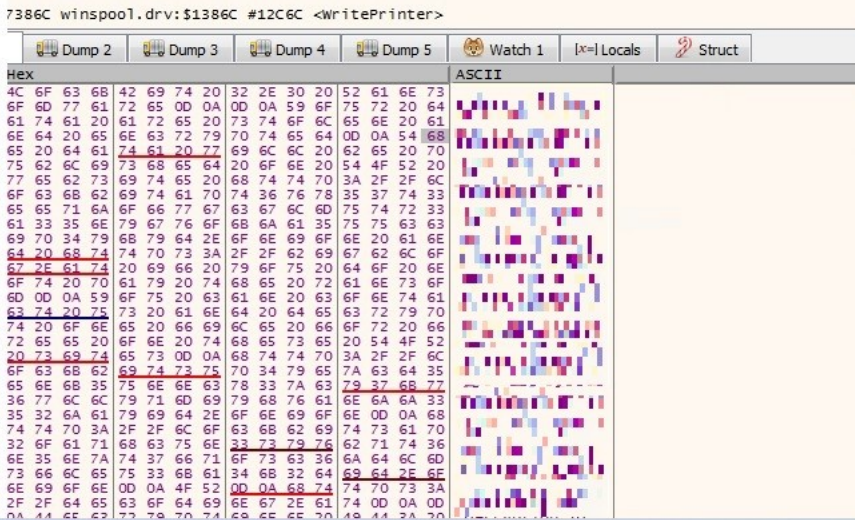 7386C winspool.drv:$1386C #12C6C <WritePrinter>
Dump 2 Dump 3 Dump 4 Dump 5 Watch 1 [x=] Locals Struct
Hex ASCII
4C 6F 63 6B 42 69 74 20 32 2E 30 20 52 61 6E 73
6F 6D 77 61 72 65 0D 0A 0D 0A 59 6F 75 72 20 64
61 74 61 20 61 72 65 20 73 74 6F 6C 65 6E 20 61
6E 64 20 65 6E 63 72 79 70 74 65 64 0D 0A 54 68
65 20 64 61 74 61 20 77 69 6C 6C 20 62 65 20 70
75 62 6C 69 73 68 65 64 20 6F 6E 20 54 4F 52 20
77 65 62 73 69 74 65 20 68 74 74 70 3A 2F 2F 6C
6F 63 6B 62 69 74 61 70 74 36 76 78 35 37 74 33
65 65 71 6A 6F 66 77 67 63 67 6C 6D 75 74 72 33
61 33 35 6E 79 67 76 6F 6B 6A 61 35 75 75 63 63
69 70 34 79 6B 79 64 2E 6F 6E 69 6F 6E 20 61 6E
64 20 68 74 74 70 73 3A 2F 2F 62 69 67 62 6C 6F
67 2E 61 74 20 69 66 20 79 6F 75 20 64 6F 20 6E
6F 74 20 70 61 79 20 74 68 65 20 72 61 6E 73 6F
6D 0D 0A 59 6F 75 20 63 61 6E 20 63 6F 6E 74 61
63 74 20 75 73 20 61 6E 64 20 64 65 63 72 79 70
74 20 6F 6E 65 20 66 69 6C 65 20 66 6F 72 20 66
72 65 65 20 6F 6E 20 74 68 65 73 65 20 54 4F 52
20 73 69 74 65 73 0D 0A 68 74 74 70 3A 2F 2F 6C
6F 63 6B 62 69 74 73 75 70 34 79 65 7A 63 64 35
65 6E 6B 35 75 6E 6E 63 78 33 7A 63 79 37 6B 77
36 77 6C 6C 79 71 6D 69 79 68 76 61 6E 6A 6A 33
35 32 6A 61 79 69 64 2E 6F 6E 69 6F 6E 0D 0A 68
74 74 70 3A 2F 2F 6C 6F 63 6B 62 69 74 73 61 70
32 6F 61 71 68 63 75 6E 33 73 79 76 62 71 74 36
6E 35 6E 7A 74 37 66 71 6F 73 63 36 6A 64 6C 6D
73 66 6C 65 75 33 6B 61 34 6B 32 64 69 64 2E 6F
6E 69 6F 6E 0D 0A 4F 52 0D 0A 68 74 74 70 73 3A
2F 2F 64 65 63 6F 64 69 6E 67 2E 61 74 0D 0A 0D
0A 44 65 63 72 79 70 74 69 6F 6E 20 49 44 3A 20